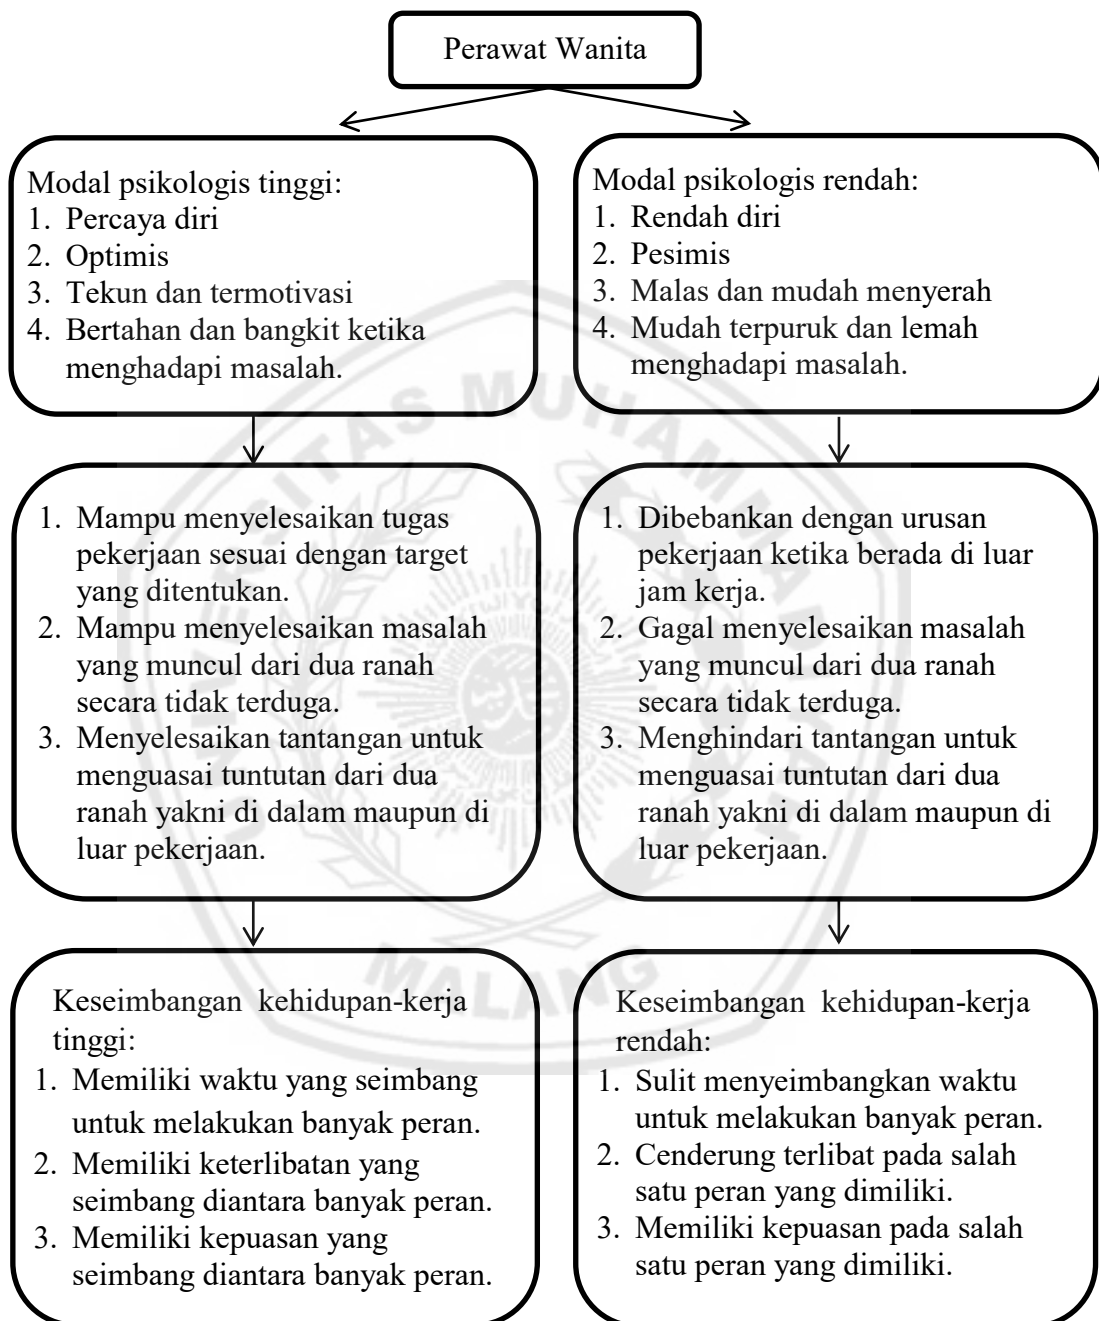 Perawat Wanita
Modal psikologis tinggi:
1. Percaya diri
2. Optimis
3. Tekun dan termotivasi
4. Bertahan dan bangkit ketika
menghadapi masalah.
Modal psikologis rendah:
1. Rendah diri
2. Pesimis
3. Malas dan mudah menyerah
4. Mudah terpuruk dan lemah
menghadapi masalah.
1. Mampu menyelesaikan tugas
pekerjaan sesuai dengan target
yang ditentukan.
2. Mampu menyelesaikan masalah
yang muncul dari dua ranah
secara tidak terduga.
3. Menyelesaikan tantangan untuk
menguasai tuntutan dari dua
ranah yakni di dalam maupun di
luar pekerjaan.
1. Dibebankan dengan urusan
pekerjaan ketika berada di luar
jam kerja.
2. Gagal menyelesaikan masalah
yang muncul dari dua ranah
secara tidak terduga.
3. Menghindari tantangan untuk
menguasai tuntutan dari dua
ranah yakni di dalam maupun di
luar pekerjaan.
Keseimbangan kehidupan-kerja
tinggi:
1. Memiliki waktu yang seimbang
untuk melakukan banyak peran.
2. Memiliki keterlibatan yang
seimbang diantara banyak peran.
3. Memiliki kepuasan yang
seimbang diantara banyak peran.
Keseimbangan kehidupan-kerja
rendah:
1. Sulit menyeimbangkan waktu
untuk melakukan banyak peran.
2. Cenderung terlibat pada salah
satu peran yang dimiliki.
3. Memiliki kepuasan pada salah
satu peran yang dimiliki.
UNIVERSITAS MUHAMMADIYAH
MALANG